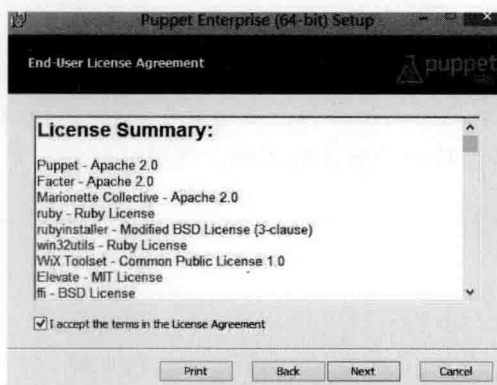 Puppet Enterprise (64-bit) Setup
End-User License Agreement
puppet
labs
License Summary:
Puppet - Apache 2.0
Facter - Apache 2.0
Marionette Collective - Apache 2.0
ruby - Ruby License
rubyinstaller - Modified BSD License (3-clause)
win32utils - Ruby License
WiX Toolset - Common Public License 1.0
Elevate - MIT License
ffi - BSD License
I accept the terms in the License Agreement
Print Back Next Cancel